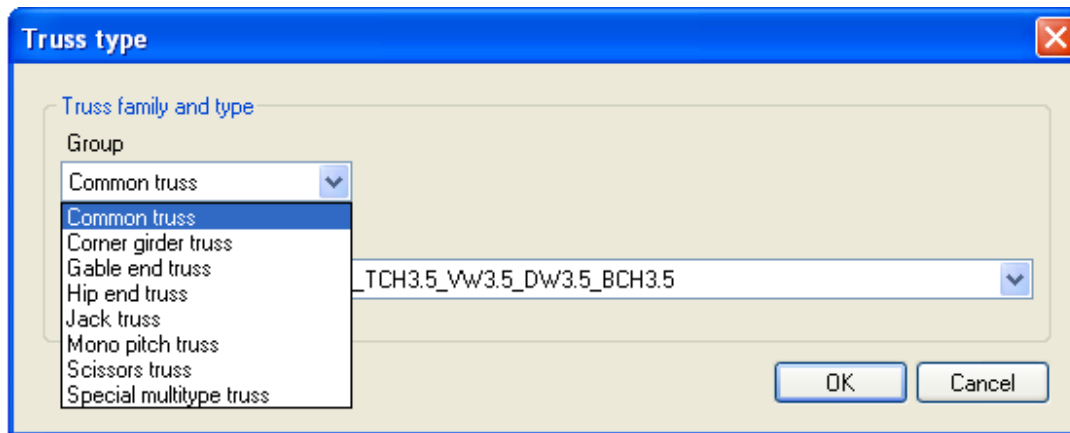 Truss type
Truss family and type
Group
Common truss
Common truss
Corner girder truss
Gable end truss
Hip end truss
Jack truss
Mono pitch truss
Scissors truss
Special multitype truss
_TCH3.5_VW3.5_DW3.5_BCH3.5
OK Cancel